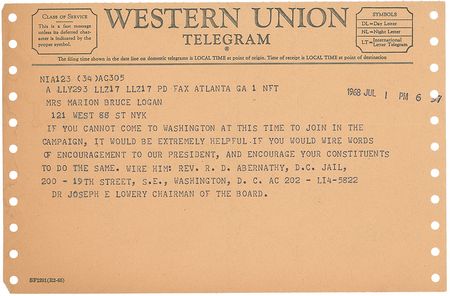 CLASS OF SERVICE
This is a fast message
unless its deferred character is indicated by the
proper symbol.
WESTERN UNION
TELEGRAM
®
SYMBOLS
DL=Day Letter
NL=Night Letter
LT=International Letter Telegram
The filing time shown in the date line on domestic telegrams is LOCAL TIME at point of origin. Time of receipt is LOCAL TIME at point of destination
NIA123 (34)AC305
A LLY293 LLZ17 LLZ17 PD FAX ATLANTA GA 1 NFT
1968 JUL 1 PM 6
MRS MARION BRUCE LOGAN
121 WEST 88 ST NYK
IF YOU CANNOT COME TO WASHINGTON AT THIS TIME TO JOIN IN THE
CAMPAIGN, IT WOULD BE EXTREMELY HELPFUL IF YOU WOULD WIRE WORDS
OF ENCOURAGEMENT TO OUR PRESIDENT, AND ENCOURAGE YOUR CONSTITUENTS
TO DO THE SAME. WIRE HIM: REV. R. D. ABERNATHY, D.C. JAIL,
200 - 19TH STREET, S.E., WASHINGTON, D. C. AC 202 - LI4-5822
DR JOSEPH E LOWERY CHAIRMAN OF THE BOARD.
SF1201(R2-65)